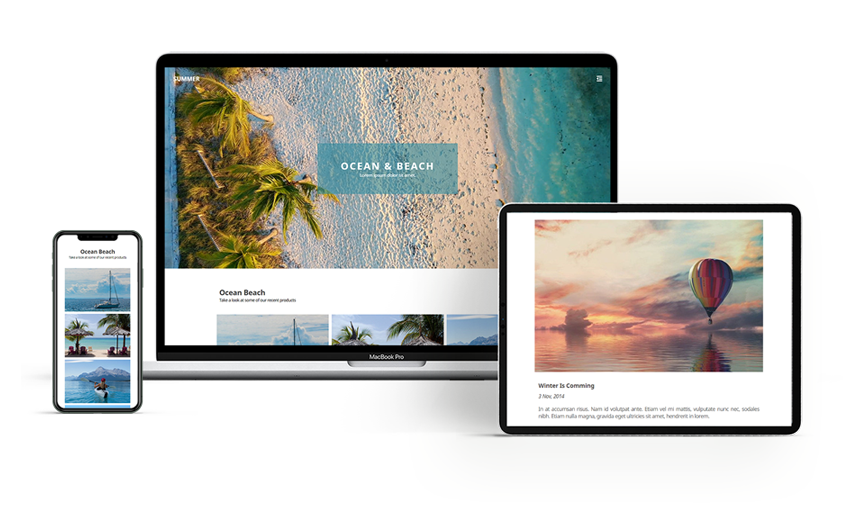 SUMMER
OCEAN & BEACH
Lorem ipsum dolor is amet
Ocean Beach
Take a look at some of our recent products
MacBook Pro
Ocean Beach
Take a look at some of our recent products
Winter Is Comming
3 Nov, 2014
In at accumsan risus. Nam id volutpat ante. Etiam vel mi mattis, vulputate nunc nec, sodales
nibh. Etiam nulla magna, gravida eget ultricies sit amet, hendrerit in lorem.